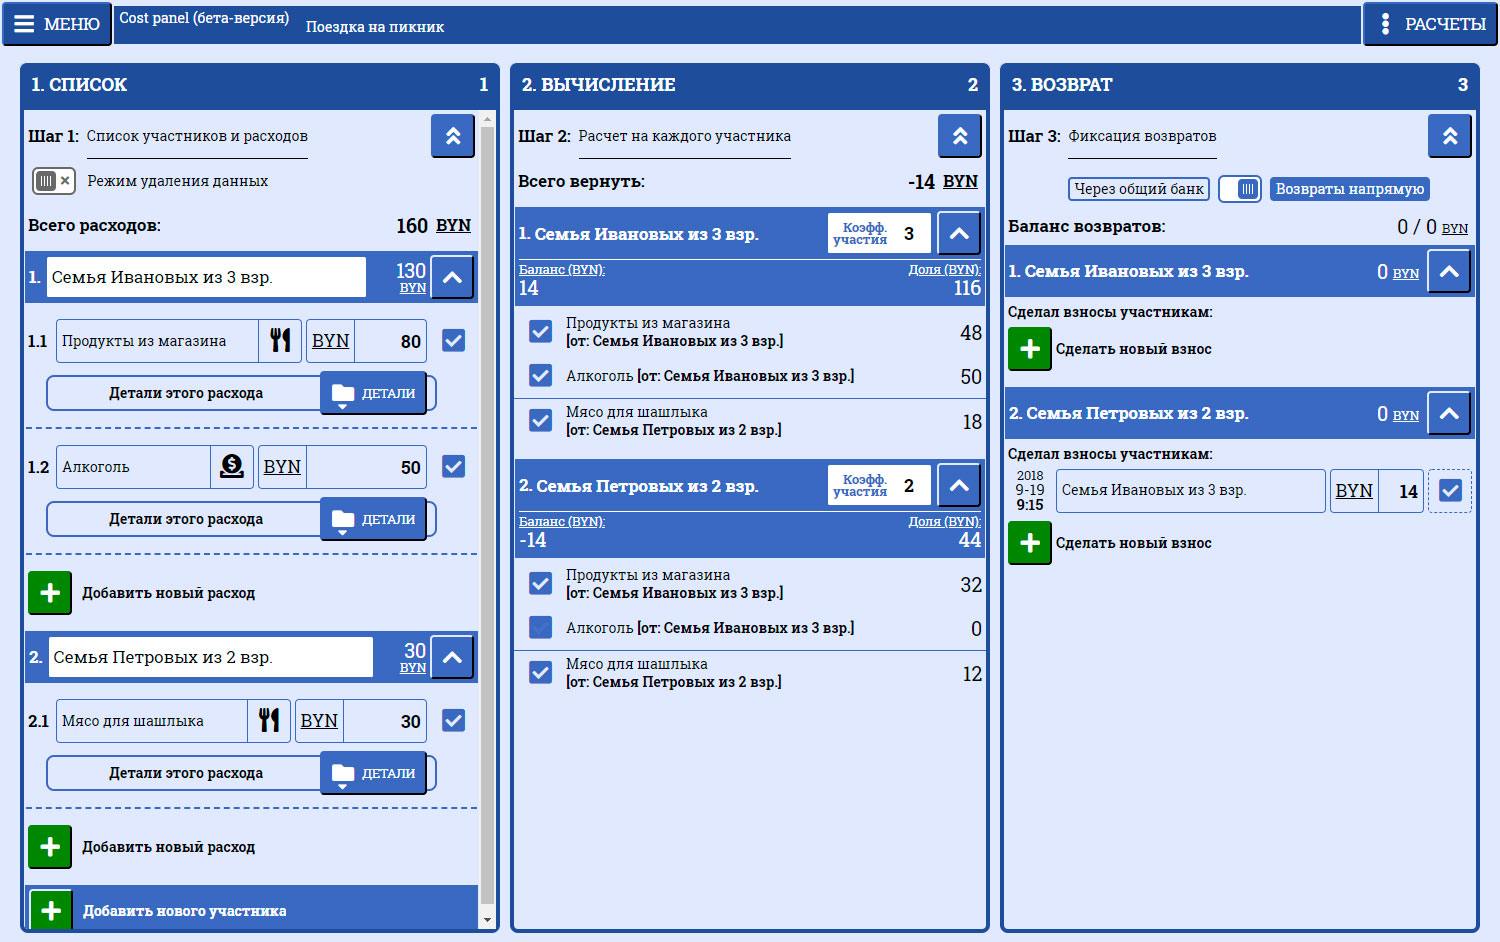 МЕНЮ
Cost panel (бета-версия)
Поездка на пикник
РАСЧЕТЫ
1. СПИСОК 1
Шаг 1: Список участников и расходов
Режим удаления данных
Всего расходов: 160 BYN
1. Семья Ивановых из 3 взр. 130 BYN
1.1 Продукты из магазина BYN 80
Детали этого расхода ДЕТАЛИ
1.2 Алкоголь BYN 50
Детали этого расхода ДЕТАЛИ
Добавить новый расход
2. Семья Петровых из 2 взр. 30 BYN
2.1 Мясо для шашлыка BYN 30
Детали этого расхода ДЕТАЛИ
Добавить новый расход
Добавить нового участника
2. ВЫЧИСЛЕНИЕ 2
Шаг 2: Расчет на каждого участника
Всего вернуть: -14 BYN
1. Семья Ивановых из 3 взр. Коэфф. участия 3
Баланс (BYN): Доля (BYN):
14 116
Продукты из магазина
[от: Семья Ивановых из 3 взр.] 48
Алкоголь [от: Семья Ивановых из 3 взр.] 50
Мясо для шашлыка
[от: Семья Петровых из 2 взр.] 18
2. Семья Петровых из 2 взр. Коэфф. участия 2
Баланс (BYN): Доля (BYN):
-14 44
Продукты из магазина
[от: Семья Ивановых из 3 взр.] 32
Алкоголь [от: Семья Ивановых из 3 взр.] 0
Мясо для шашлыка
[от: Семья Петровых из 2 взр.] 12
3. ВОЗВРАТ 3
Шаг 3: Фиксация возвратов
Через общий банк Возвраты напрямую
Баланс возвратов: 0 / 0 BYN
1. Семья Ивановых из 3 взр. 0 BYN
Сделал взносы участникам:
Сделать новый взнос
2. Семья Петровых из 2 взр. 0 BYN
Сделал взносы участникам:
2018
9-19
9:15
Семья Ивановых из 3 взр. BYN 14
Сделать новый взнос